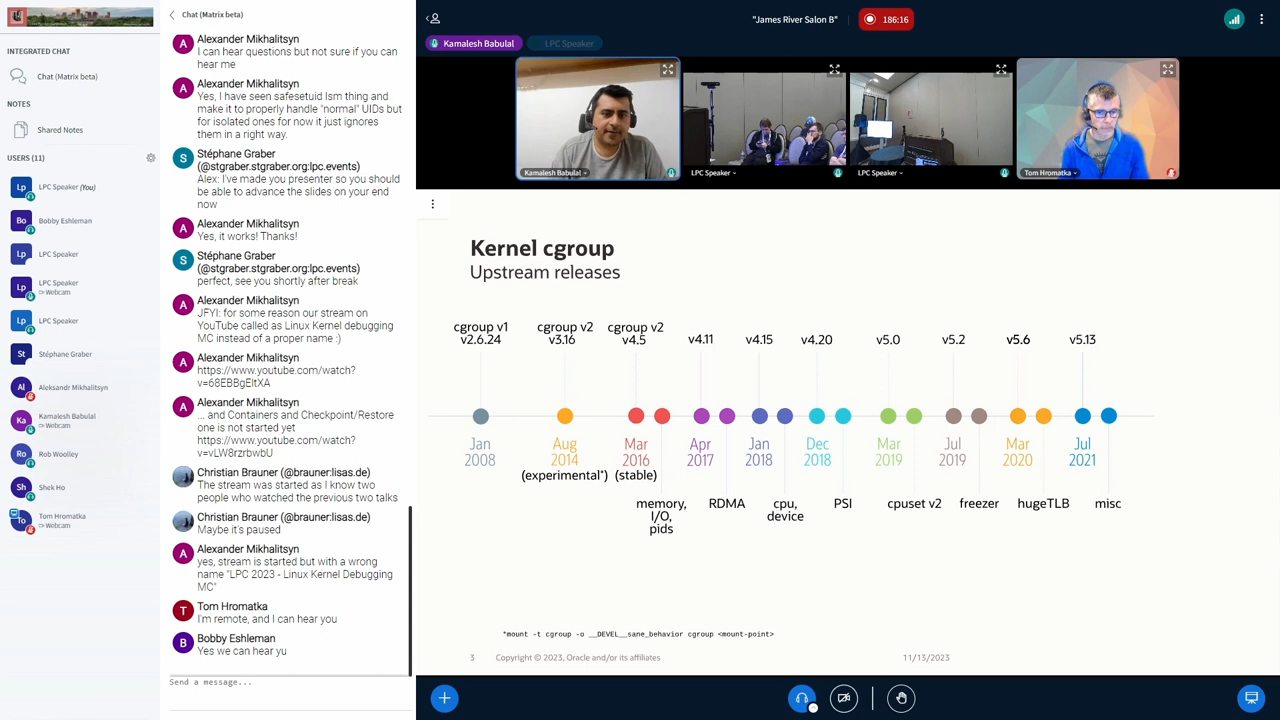 INTEGRATED CHAT
Chat (Matrix beta)
NOTES
Shared Notes
USERS (11)
Lp
LPC Speaker (You)
Bo
Bobby Eshleman
Lp
LPC Speaker
Lp
LPC Speaker
Webcam
Lp
LPC Speaker
St
Stéphane Graber
Al
Aleksandr Mikhalitsyn
Ka
Kamalesh Babulal
Webcam
Ro
Rob Woolley
Sh
Shek Ho
To
Tom Hromatka
Webcam
Chat (Matrix beta)
A
Alexander Mikhalitsyn
I can hear questions but not sure if you can
hear me
A
Alexander Mikhalitsyn
Yes, I have seen safesetuid lsm thing and
make it to properly handle "normal" UIDs but
for isolated ones for now it just ignores
them in a right way.
S
Stéphane Graber
(@stgraber.stgraber.org:lpc.events)
Alex: I've made you presenter so you should
be able to advance the slides on your end
now
A
Alexander Mikhalitsyn
Yes, it works! Thanks!
S
Stéphane Graber
(@stgraber.stgraber.org:lpc.events)
perfect, see you shortly after break
A
Alexander Mikhalitsyn
JFYI: for some reason our stream on
YouTube called as Linux Kernel debugging
MC instead of a proper name :)
A
Alexander Mikhalitsyn
https://www.youtube.com/watch?
v=68EBBgEltXA
A
Alexander Mikhalitsyn
... and Containers and Checkpoint/Restore
one is not started yet
https://www.youtube.com/watch?
v=vLW8rzrbwbU
Christian Brauner (@brauner:lisas.de)
The stream was started as I know two
people who watched the previous two talks
Christian Brauner (@brauner:lisas.de)
Maybe it's paused
A
Alexander Mikhalitsyn
yes, stream is started but with a wrong
name "LPC 2023 - Linux Kernel Debugging
MC"
T
Tom Hromatka
I'm remote, and I can hear you
B
Bobby Eshleman
Yes we can hear yu
Send a message...
"James River Salon B"
186:16
Kamalesh Babulal
LPC Speaker
Kamalesh Babulal
LPC Speaker
LPC Speaker
Tom Hromatka
Kernel cgroup
Upstream releases
cgroup v1
v2.6.24
cgroup v2
v3.16
cgroup v2
v4.5
v4.11
v4.15
v4.20
v5.0
v5.2
v5.6
v5.13
Jan
2008
Aug
2014
(experimental*)
Mar
2016
(stable)
Apr
2017
Jan
2018
Dec
2018
Mar
2019
Jul
2019
Mar
2020
Jul
2021
memory,
I/O,
pids
RDMA
cpu,
device
PSI
cpuset v2
freezer
hugeTLB
misc
*mount -t cgroup -o __DEVEL__sane_behavior cgroup <mount-point>
3
Copyright © 2023, Oracle and/or its affiliates
11/13/2023